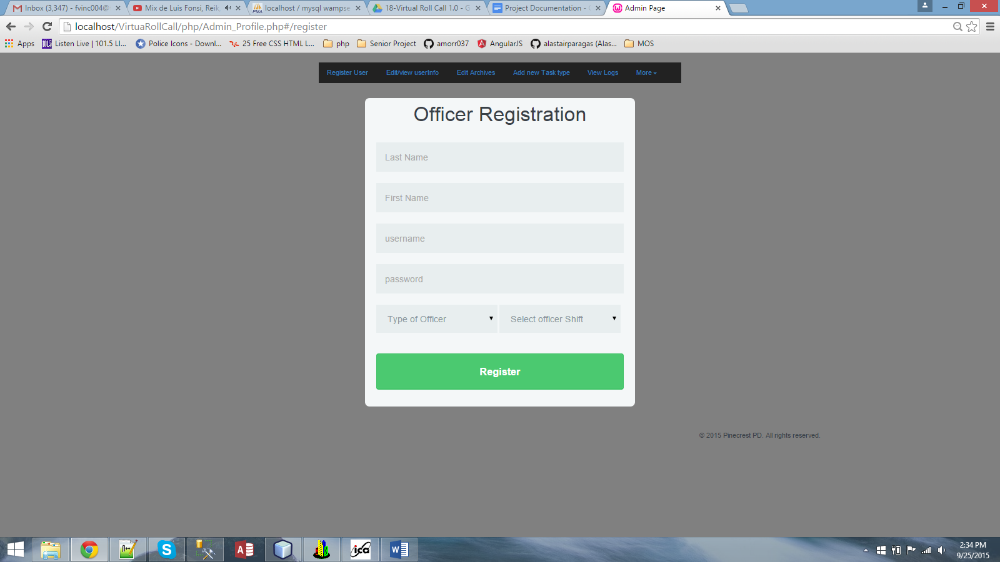 Inbox (3,347) - fvinc004@
Mix de Luis Fonsi, Reik,
localhost / mysql wampse
18-Virtual Roll Call 1.0 - G
Project Documentation -
Admin Page
localhost/VirtuaRollCall/php/Admin_Profile.php#/register
Apps
Listen Live | 101.5 LI...
Police Icons - Downl...
25 Free CSS HTML L...
php
Senior Project
amorr037
AngularJS
alastairparagas (Alas...
MOS
Register User
Edit/view userInfo
Edit Archives
Add new Task type
View Logs
More
Officer Registration
Last Name
First Name
username
password
Type of Officer
Select officer Shift
Register
© 2015 Pinecrest PD. All rights reserved.
ica
2:34 PM
9/25/2015